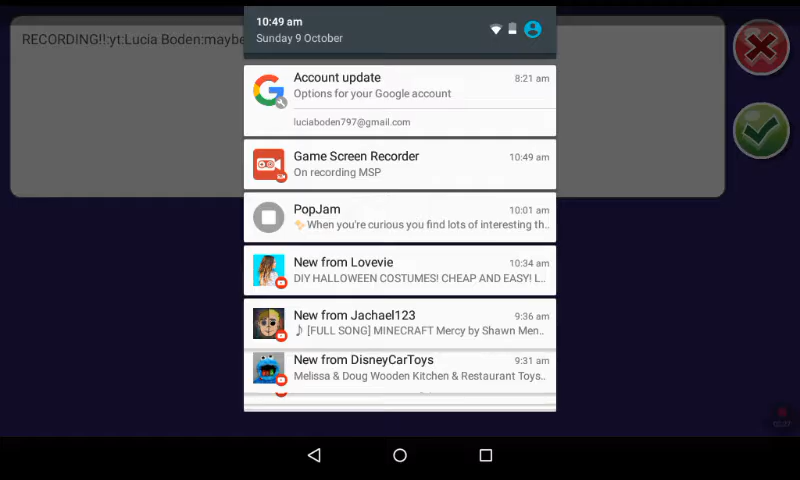 RECORDING!!:yt:Lucia Boden:maybe
10:49 am
Sunday 9 October
Account update 8:21 am
Options for your Google account
luciaboden797@gmail.com
Game Screen Recorder 10:49 am
On recording MSP
PopJam 10:01 am
When you're curious you find lots of interesting th..
New from Lovevie 10:34 am
DIY HALLOWEEN COSTUMES! CHEAP AND EASY! L..
New from Jachael123 9:36 am
♪ [FULL SONG] MINECRAFT Mercy by Shawn Men..
New from DisneyCarToys 9:31 am
Melissa & Doug Wooden Kitchen & Restaurant Toys..